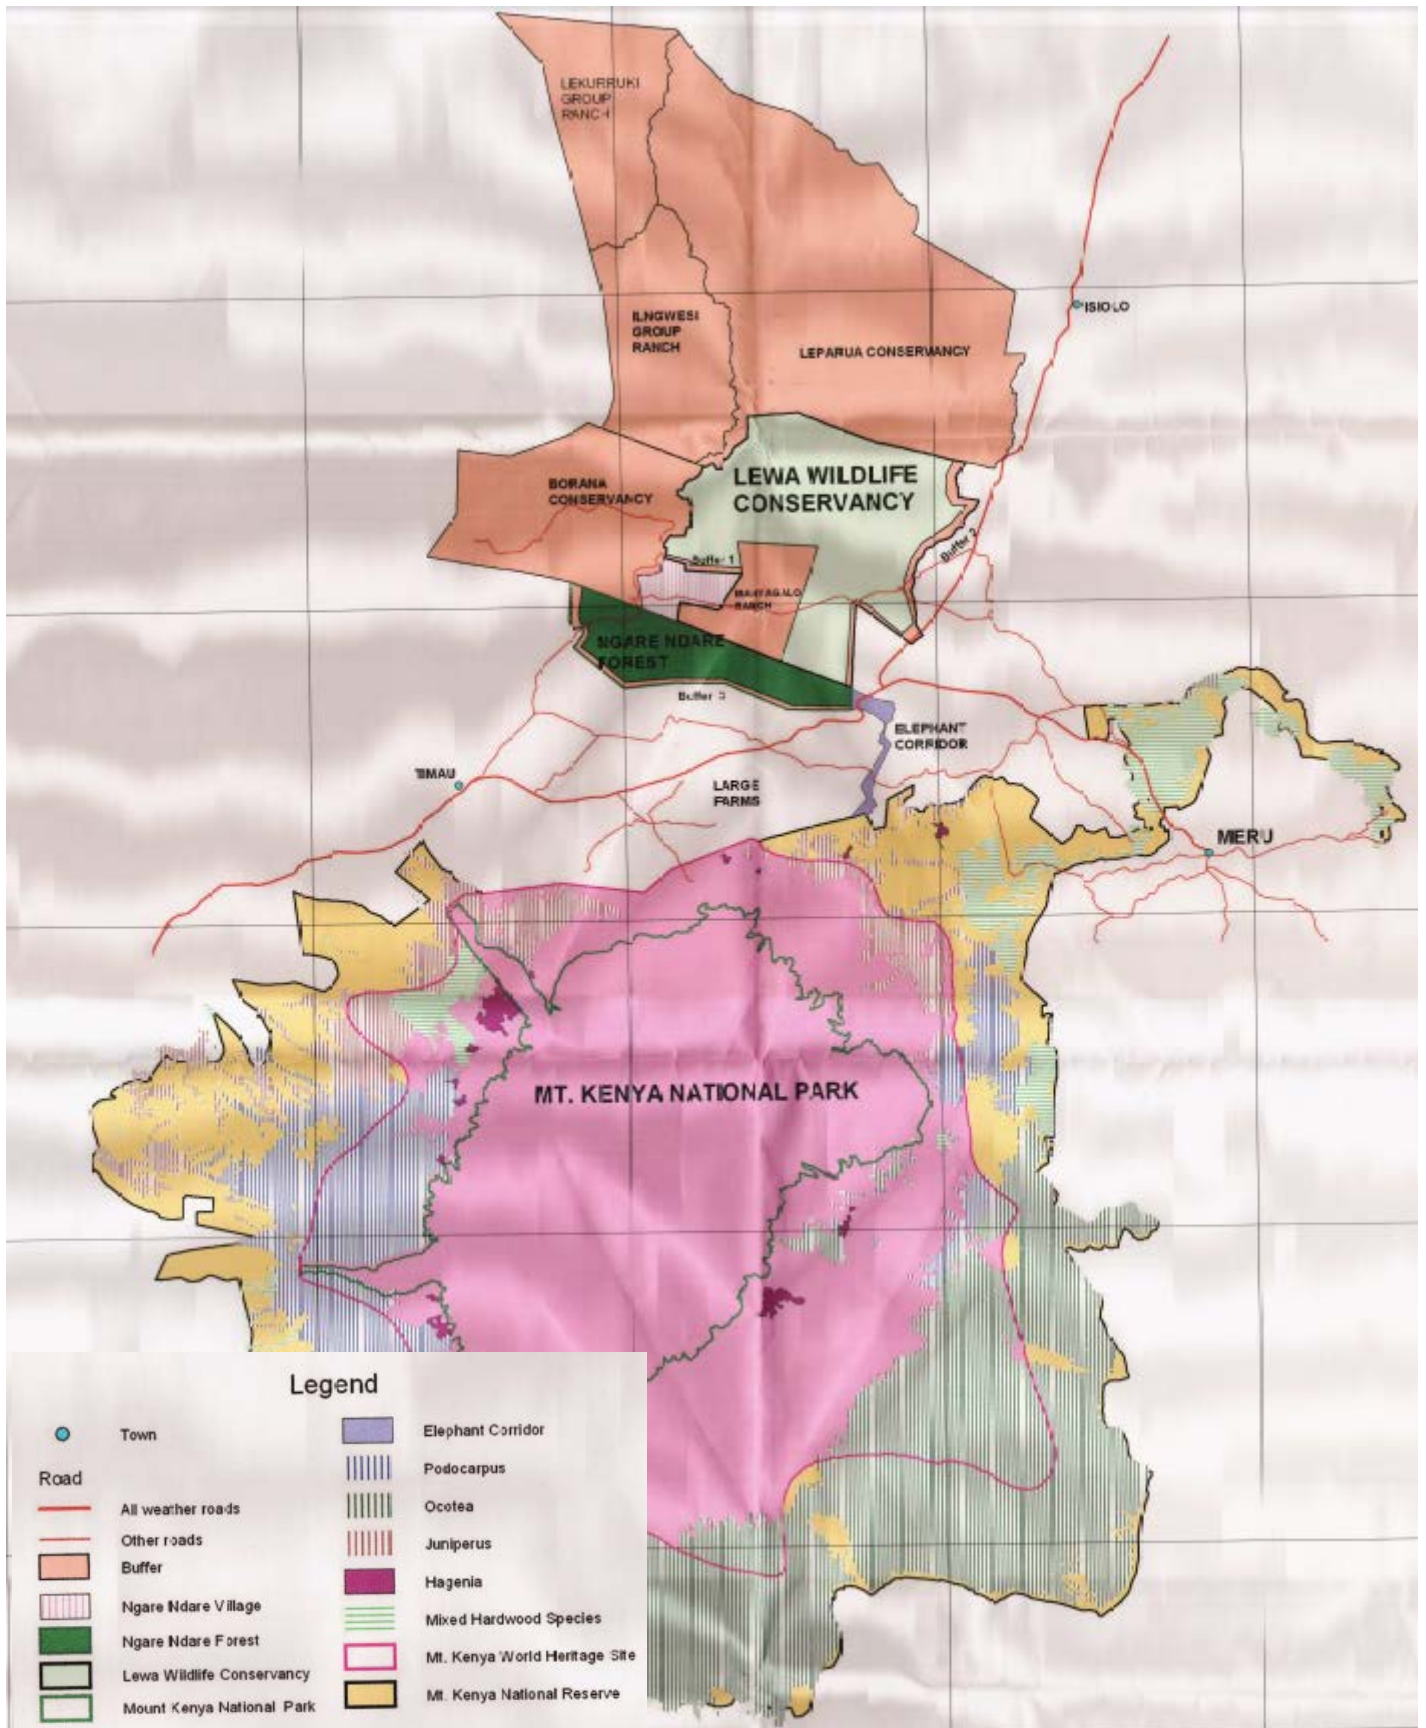 LEKURRUKI
GROUP
RANCH
ISIOLO
ILNGWESI
GROUP
RANCH
LEPARUA CONSERVANCY
LEWA WILDLIFE
CONSERVANCY
BORANA
CONSERVANCY
Buffer 2
Buffer 1
RANCH
NGARE NDARE
FOREST
Buffer 3
ELEPHANT
CORRIDOR
TIMAU
LARGE
FARMS
MERU
MT. KENYA NATIONAL PARK
Legend
Town
Road
All weather roads
Other roads
Buffer
Ngare Ndare Village
Ngare Ndare Forest
Lewa Wildlife Conservancy
Mount Kenya National Park
Elephant Corridor
Podocarpus
Ocotea
Juniperus
Hagenia
Mixed Hardwood Species
Mt. Kenya World Heritage Site
Mt. Kenya National Reserve